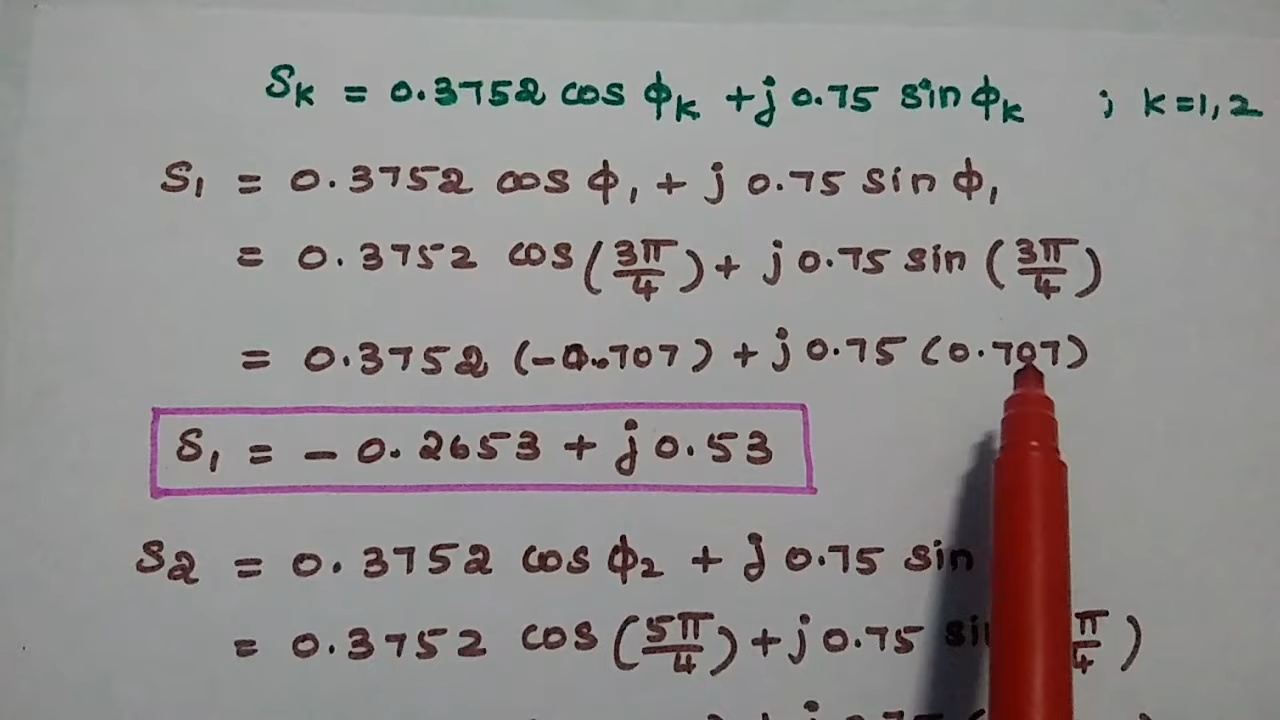 Sₖ = 0.3752 cos ϕₖ + j 0.75 sin ϕₖ ; k=1,2
S₁ = 0.3752 cos ϕ₁ + j 0.75 sin ϕ₁
= 0.3752 cos(3π/4) + j 0.75 sin (3π/4)
= 0.3752 (-0.707) + j 0.75 (0.707)
S₁ = - 0.2653 + j 0.53
S₂ = 0.3752 cos ϕ₂ + j 0.75 sin
= 0.3752 cos (5π/4) + j 0.75 π/4)